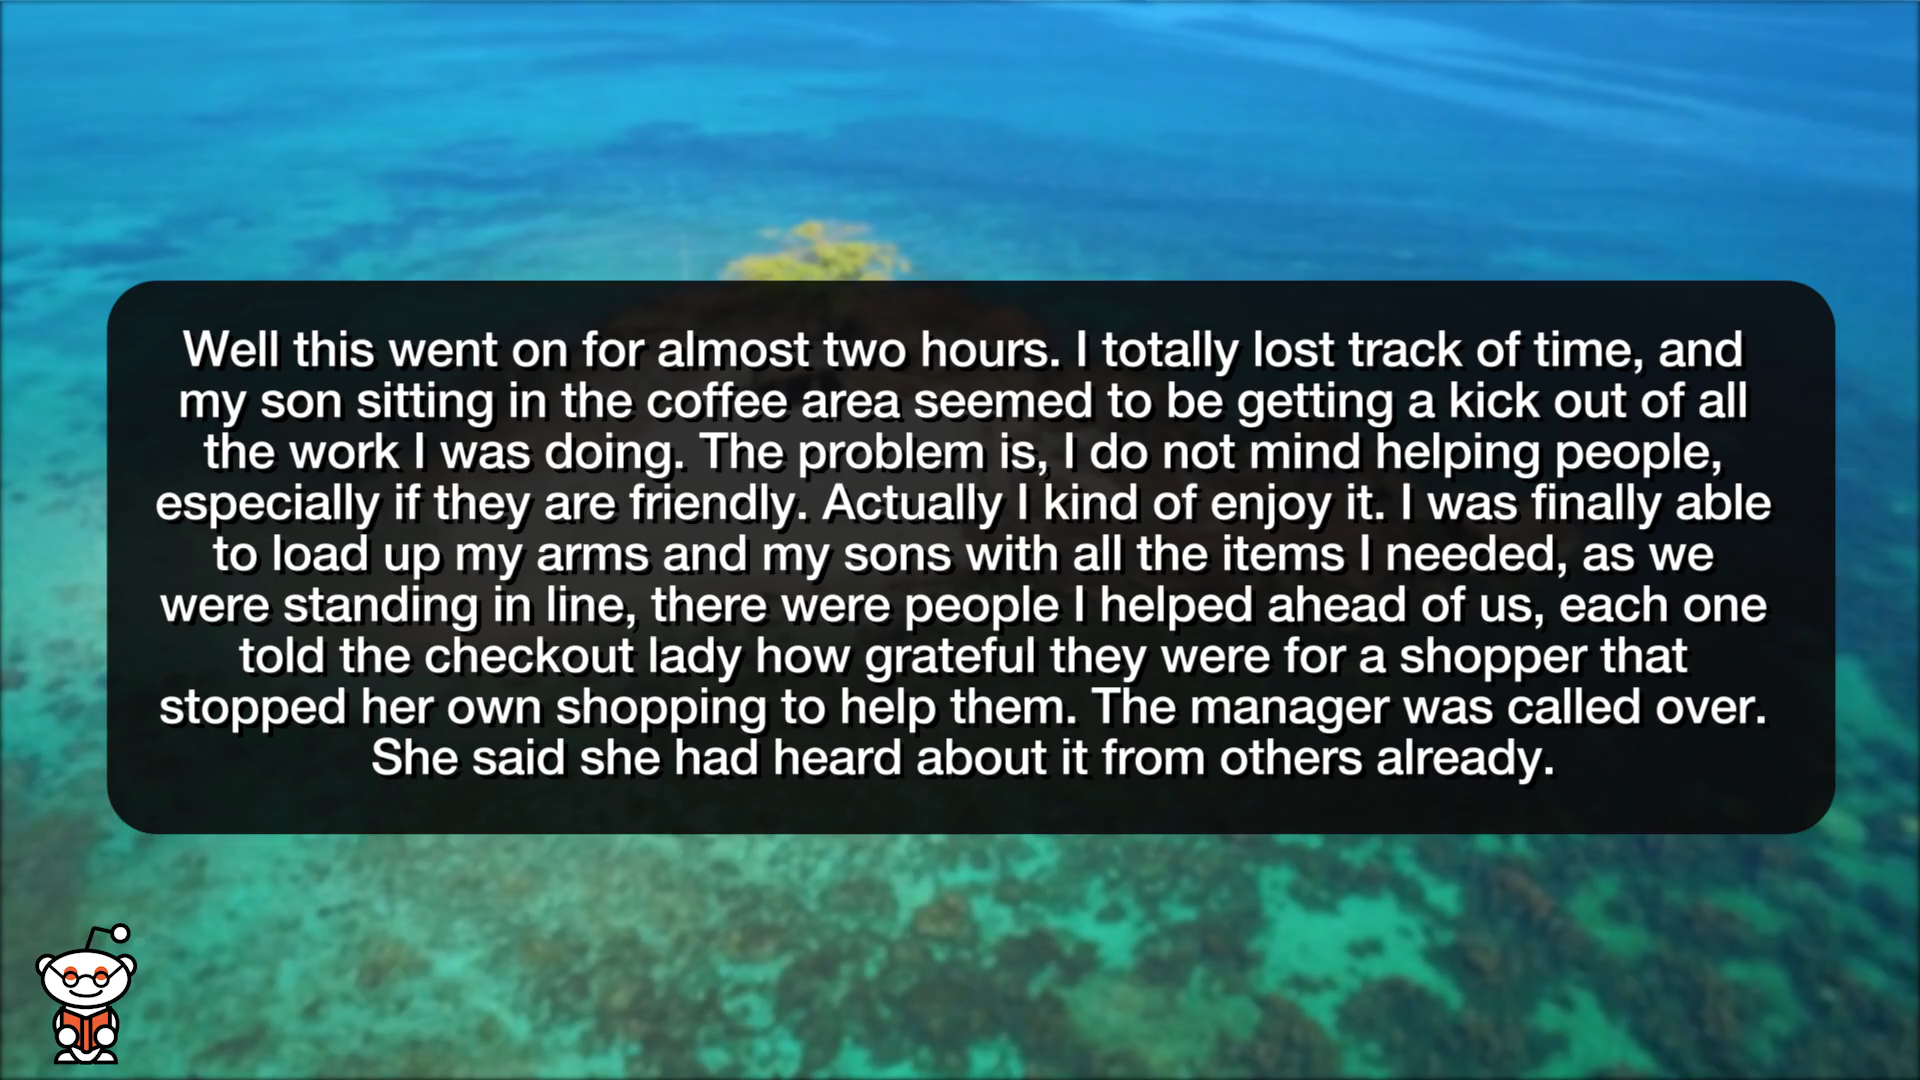 Well this went on for almost two hours. I totally lost track of time, and
my son sitting in the coffee area seemed to be getting a kick out of all
the work I was doing. The problem is, I do not mind helping people,
especially if they are friendly. Actually I kind of enjoy it. I was finally able
to load up my arms and my sons with all the items I needed, as we
were standing in line, there were people I helped ahead of us, each one
told the checkout lady how grateful they were for a shopper that
stopped her own shopping to help them. The manager was called over.
She said she had heard about it from others already.